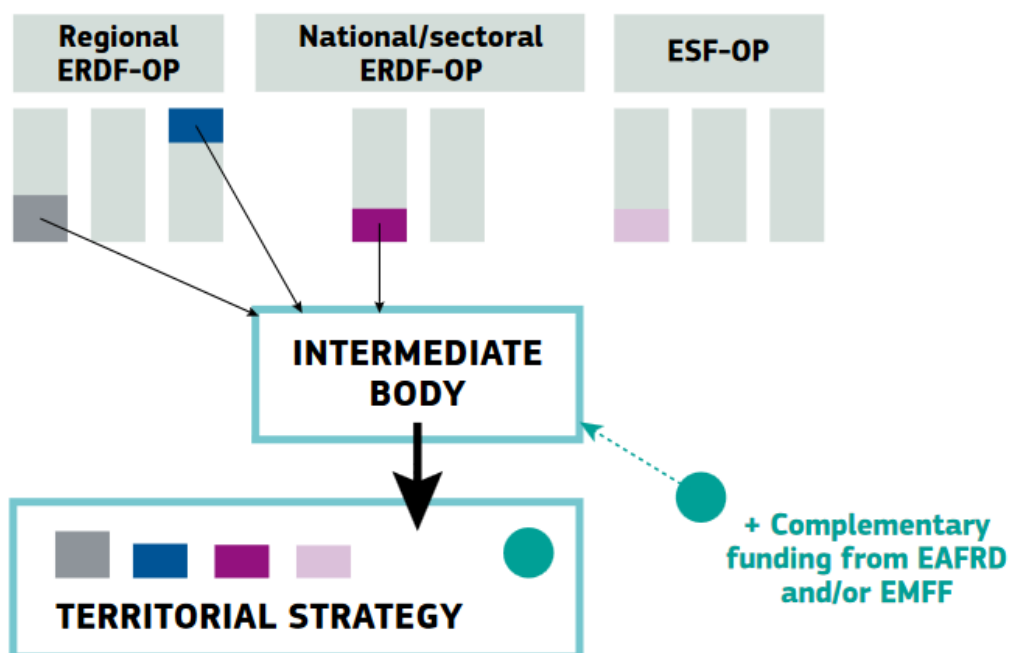 Regional
ERDF-OP
National/sectoral
ERDF-OP
ESF-OP
INTERMEDIATE
BODY
+ Complementary
funding from EAFRD
and/or EMFF
TERRITORIAL STRATEGY